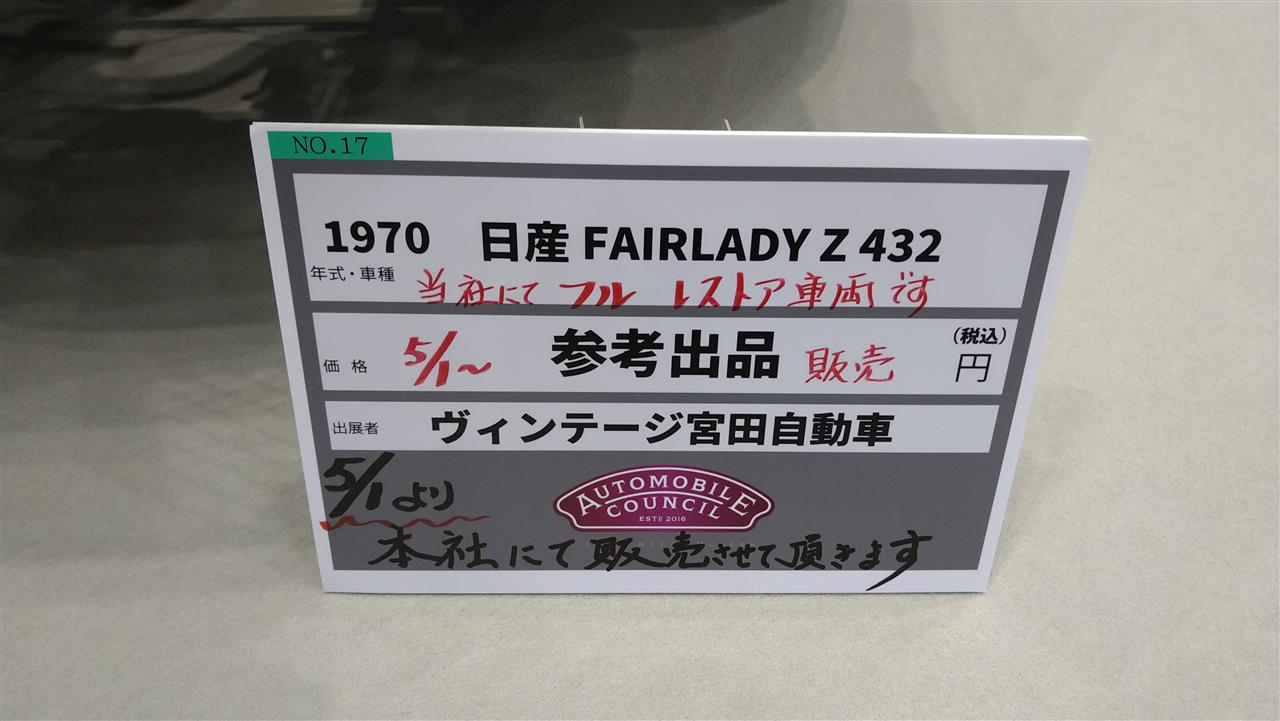 NO.17
1970 日産 FAIRLADY Z 432
年式・車種
当社にて フル レストア車両です
(税込)
価 格 5/1~ 参考出品 販売 円
出展者 ヴィンテージ宮田自動車
5/1より
AUTOMOBILE
COUNCIL
ESTD 2016
本社にて販売させて頂きます